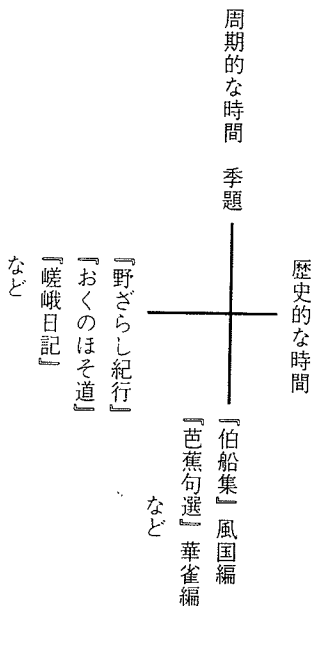 歴史的な時間
周期的な時間　季題
『伯船集』風国編
『芭蕉句選』華雀編
など
『野ざらし紀行』
『おくのほそ道』
『嵯峨日記』
など